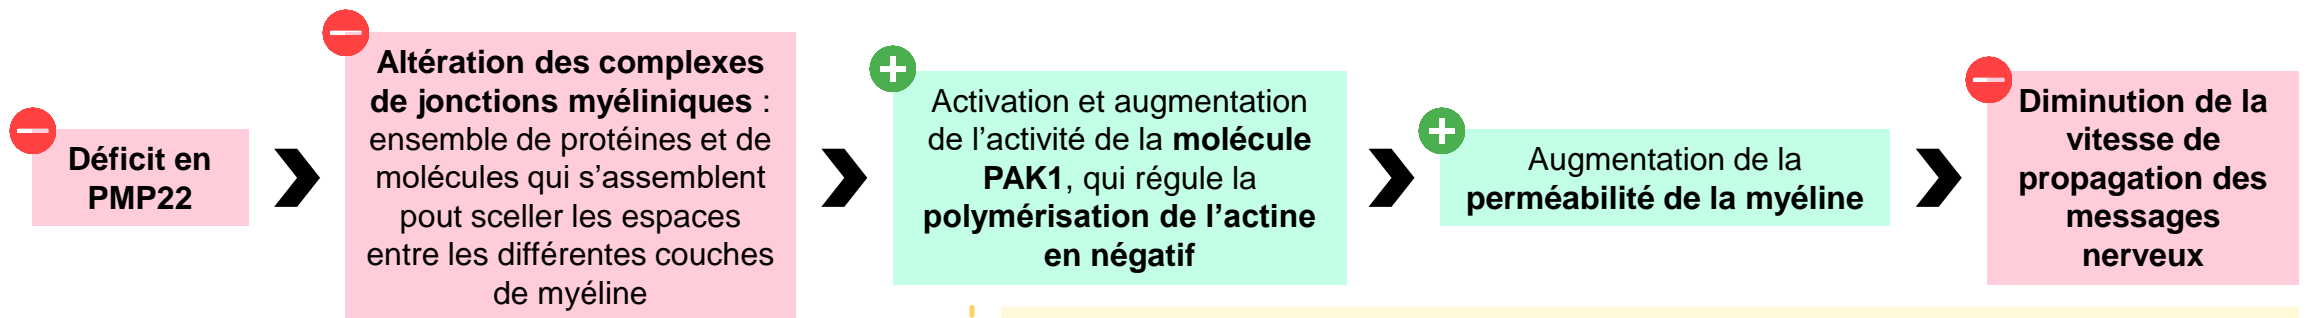 Déficit en
PMP22
Altération des complexes
de jonctions myéliniques :
ensemble de protéines et de
molécules qui s’assemblent
pout sceller les espaces
entre les différentes couches
de myéline
Activation et augmentation
de l’activité de la molécule
PAK1, qui régule la
polymérisation de l’actine
en négatif
Augmentation de la
perméabilité de la myéline
Diminution de la
vitesse de
propagation des
messages
nerveux